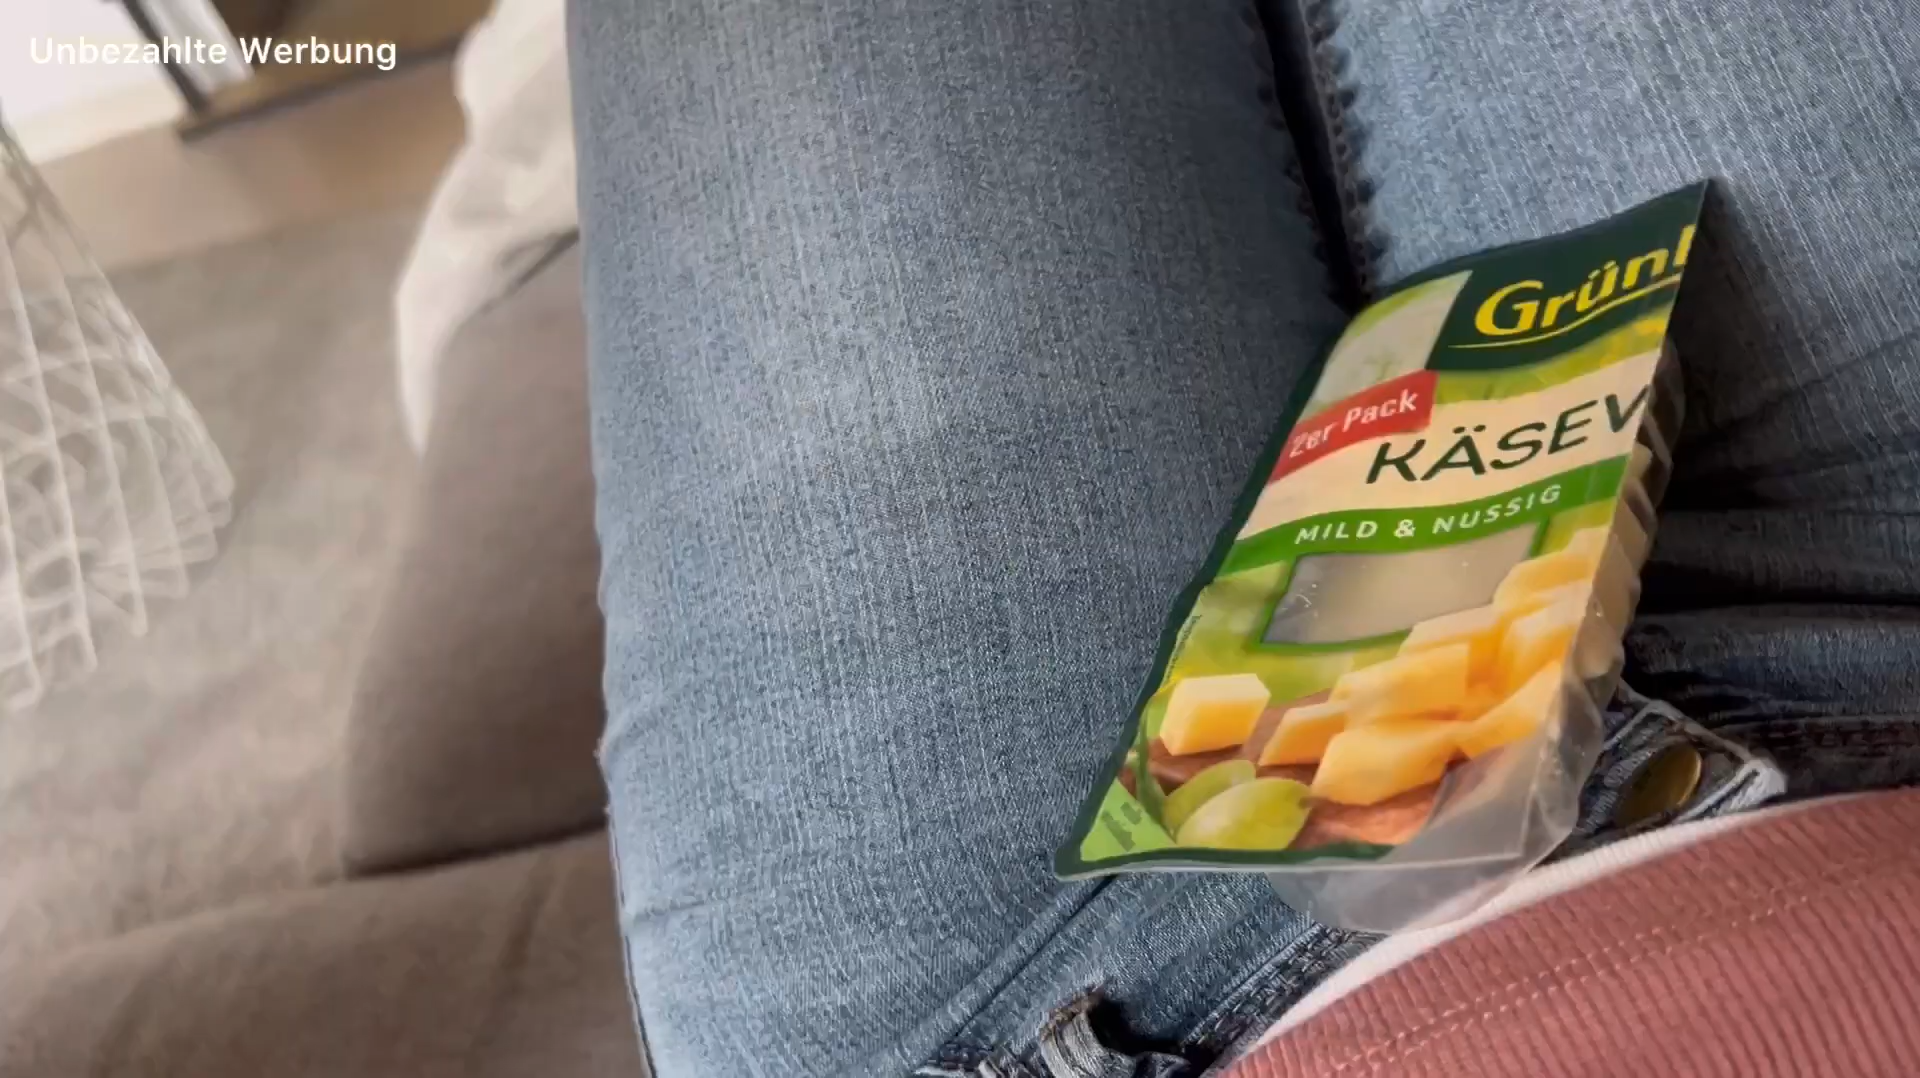 Unbezahlte Werbung
Grünl
2er Pack
KÄSEV
MILD & NUSSIG